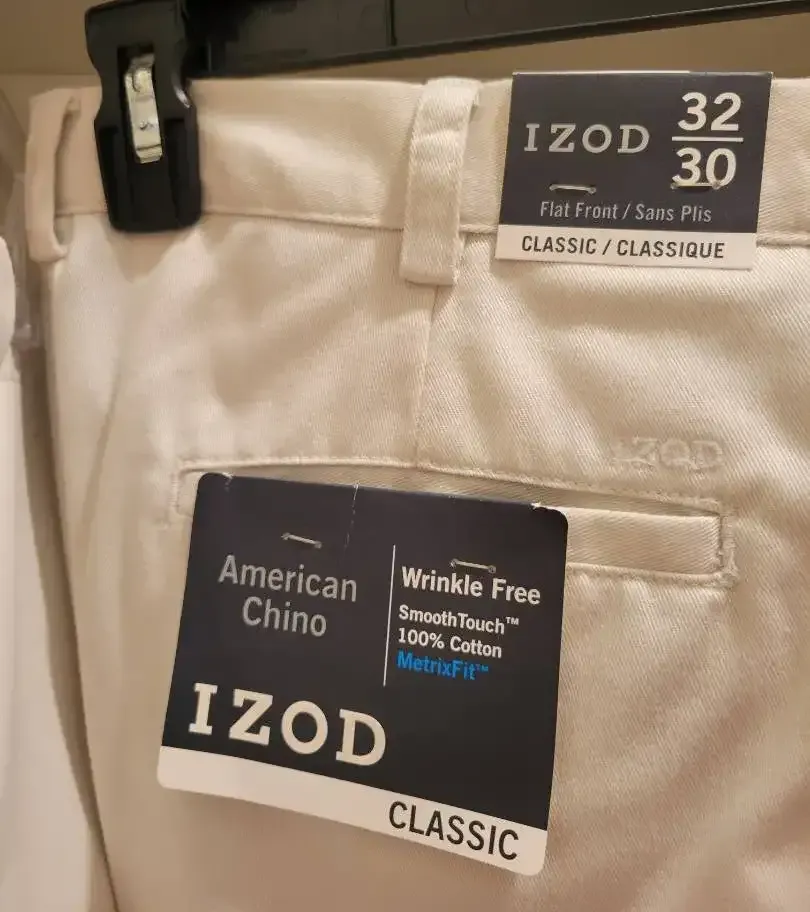 IZOD
32
30
Flat Front / Sans Plis
CLASSIC / CLASSIQUE
IZOD
American
Chino
Wrinkle Free
SmoothTouch™
100% Cotton
MetrixFit™
IZOD
CLASSIC